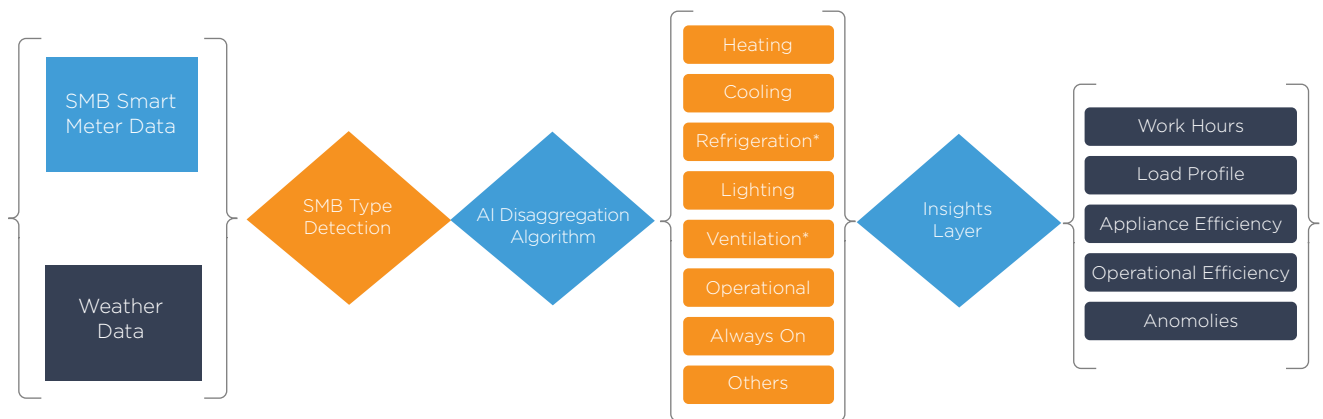 SMB Smart
Meter Data
Weather
Data
SMB Type
Detection
AI Disaggregation
Algorithm
Heating
Cooling
Refrigeration*
Lighting
Ventilation*
Operational
Always On
Others
Insights
Layer
Work Hours
Load Profile
Appliance Efficiency
Operational Efficiency
Anomolies